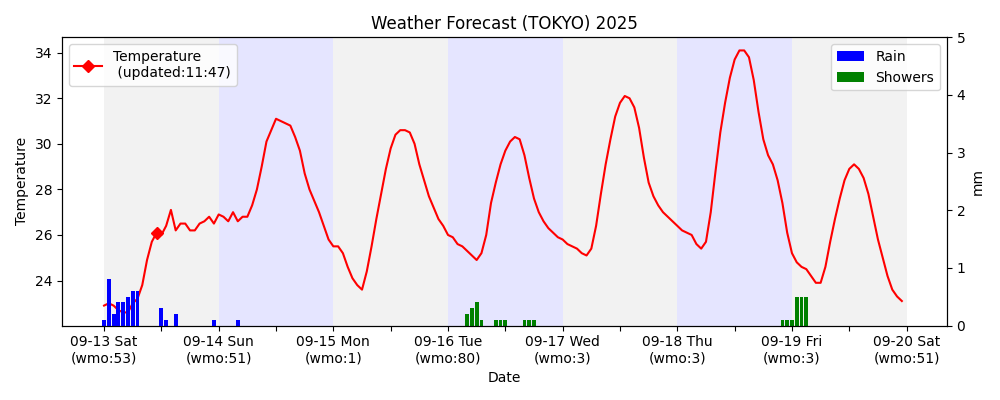 Weather Forecast (TOKYO) 2025
Temperature
(updated:11:47)
Rain
Showers
34
32
30
28
26
24
Temperature
5
4
3
2
1
0
mm
09-13 Sat
(wmo:53)
09-14 Sun
(wmo:51)
09-15 Mon
(wmo:1)
09-16 Tue
(wmo:80)
09-17 Wed
(wmo:3)
09-18 Thu
(wmo:3)
09-19 Fri
(wmo:3)
09-20 Sat
(wmo:51)
Date